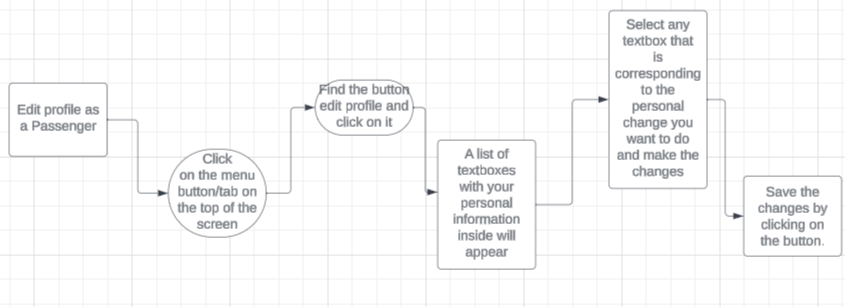 Edit profile as
a Passenger
Click
on the menu
button/tab on
the top of the
screen
Find the button
edit profile and
click on it
A list of
textboxes
with your
personal
information
inside will
appear
Select any
textbox that
is
corresponding
to the
personal
change you
want to do
and make the
changes
Save the
changes by
clicking on
the button.